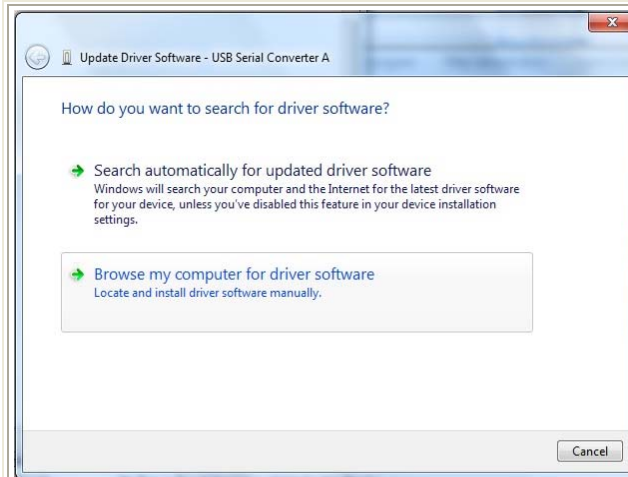 Update Driver Software - USB Serial Converter A
How do you want to search for driver software?
Search automatically for updated driver software
Windows will search your computer and the Internet for the latest driver software
for your device, unless you've disabled this feature in your device installation
settings.
Browse my computer for driver software
Locate and install driver software manually.
Cancel